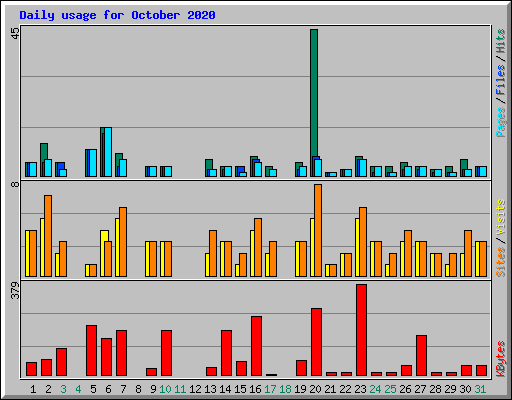 Daily usage for October 2020
45
Pages / Files / Hits
8
Sites / Visits
379
KBytes
1 2 3 4 5 6 7 8 9 10 11 12 13 14 15 16 17 18 19 20 21 22 23 24 25 26 27 28 29 30 31